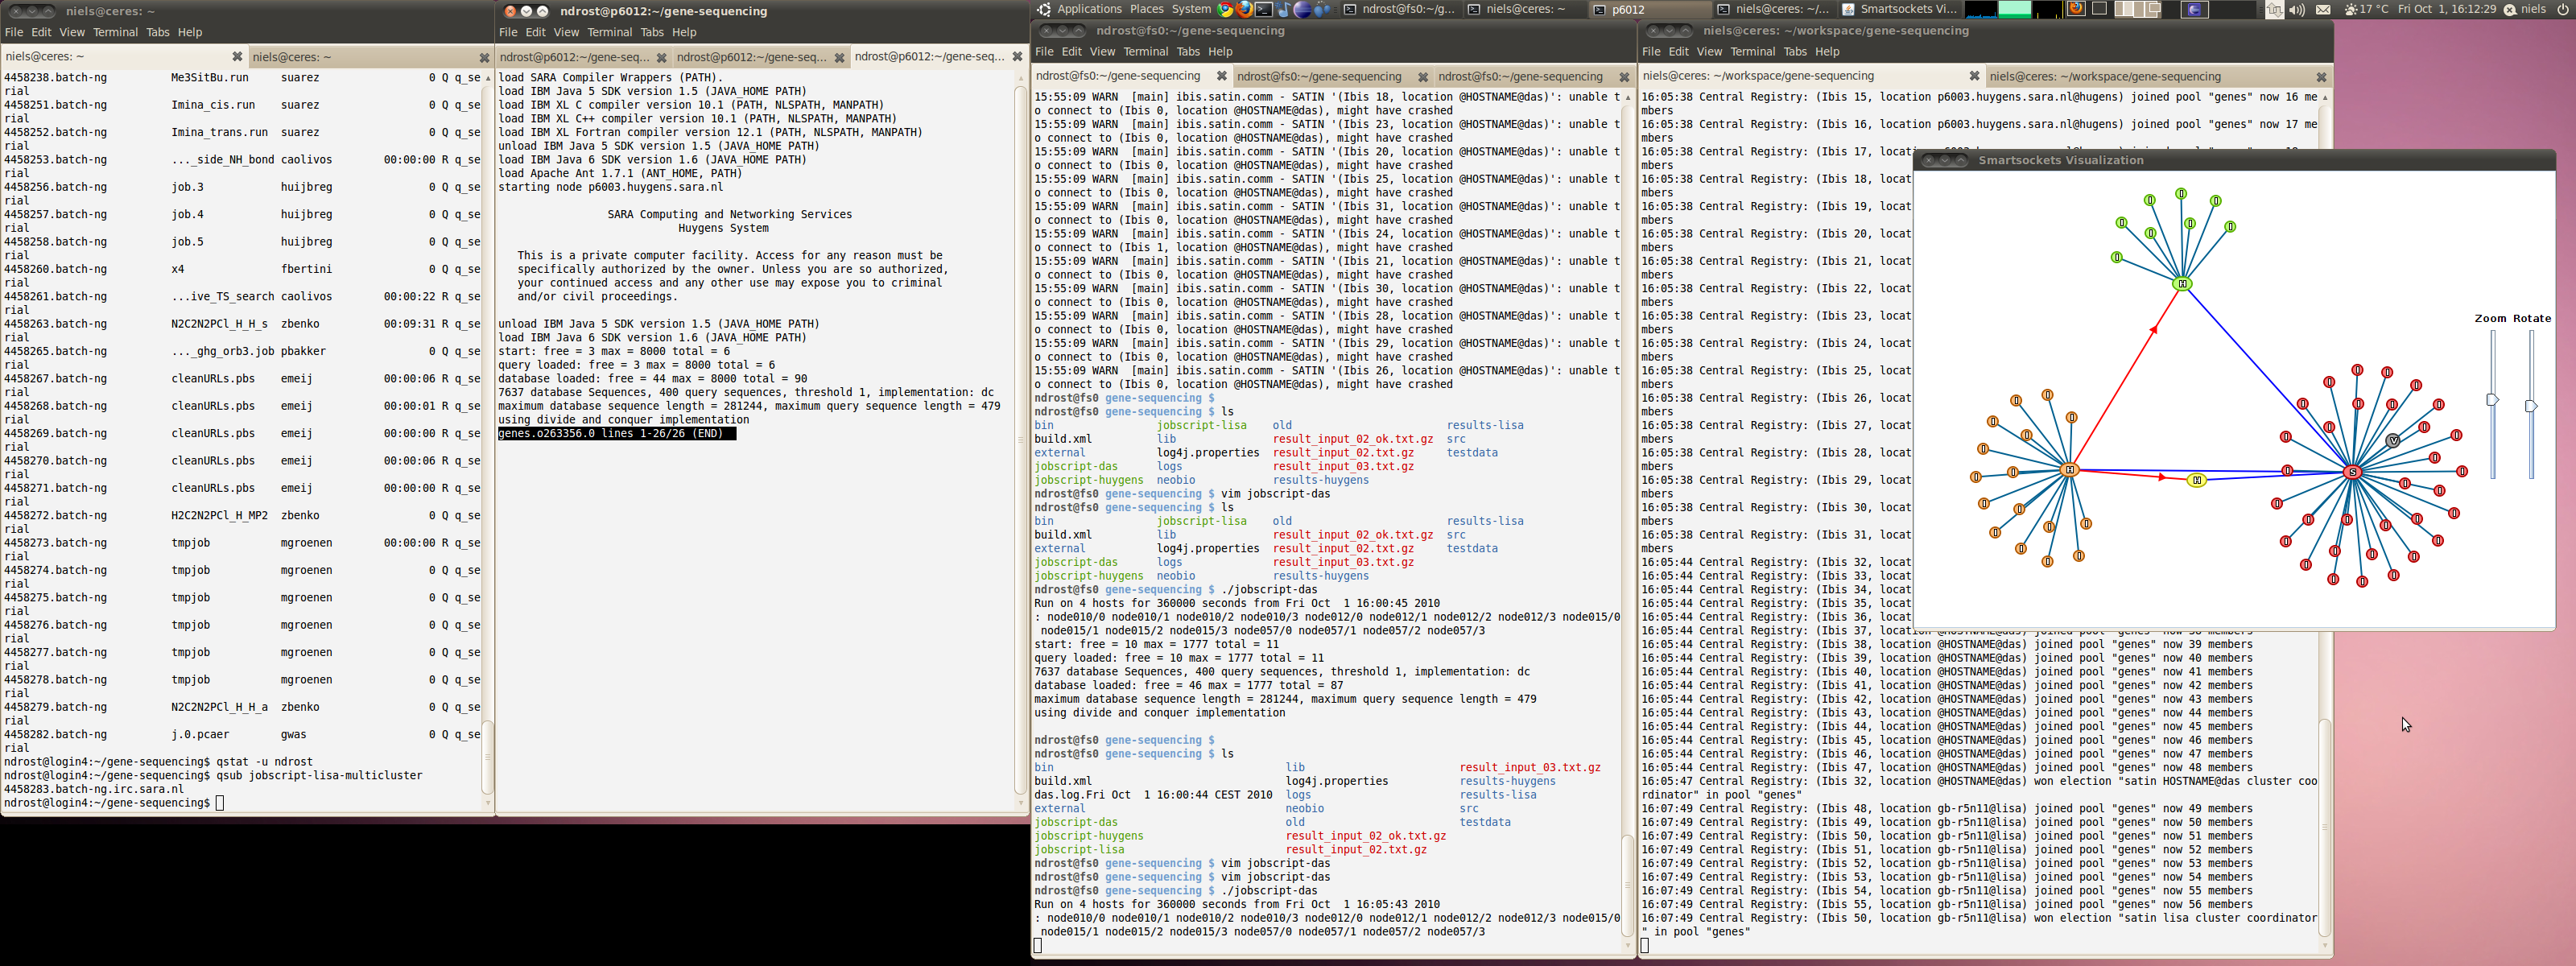 niels@ceres: ~
File Edit View Terminal Tabs Help
niels@ceres: ~ niels@ceres: ~
4458238.batch-ng Me3SitBu.run suarez 0 Q q_se
rial
4458251.batch-ng Imina_cis.run suarez 0 Q q_se
rial
4458252.batch-ng Imina_trans.run suarez 0 Q q_se
rial
4458253.batch-ng ..._side_NH_bond caolivos 00:00:00 R q_se
rial
4458256.batch-ng job.3 huijbreg 0 Q q_se
rial
4458257.batch-ng job.4 huijbreg 0 Q q_se
rial
4458258.batch-ng job.5 huijbreg 0 Q q_se
rial
4458260.batch-ng x4 fbertini 0 Q q_se
rial
4458261.batch-ng ...ive_TS_search caolivos 00:00:22 R q_se
rial
4458263.batch-ng N2C2N2PCl_H_H_s zbenko 00:09:31 R q_se
rial
4458265.batch-ng ..._ghg_orb3.job pbakker 0 Q q_se
rial
4458267.batch-ng cleanURLs.pbs emeij 00:00:06 R q_se
rial
4458268.batch-ng cleanURLs.pbs emeij 00:00:01 R q_se
rial
4458269.batch-ng cleanURLs.pbs emeij 00:00:00 R q_se
rial
4458270.batch-ng cleanURLs.pbs emeij 00:00:06 R q_se
rial
4458271.batch-ng cleanURLs.pbs emeij 00:00:00 R q_se
rial
4458272.batch-ng H2C2N2PCl_H_MP2 zbenko 0 Q q_se
rial
4458273.batch-ng tmpjob mgroenen 00:00:00 R q_se
rial
4458274.batch-ng tmpjob mgroenen 0 Q q_se
rial
4458275.batch-ng tmpjob mgroenen 0 Q q_se
rial
4458276.batch-ng tmpjob mgroenen 0 Q q_se
rial
4458277.batch-ng tmpjob mgroenen 0 Q q_se
rial
4458278.batch-ng tmpjob mgroenen 0 Q q_se
rial
4458279.batch-ng N2C2N2PCl_H_H_a zbenko 0 Q q_se
rial
4458282.batch-ng j.0.pcaer gwas 0 Q q_se
rial
ndrost@login4:~/gene-sequencing$ qstat -u ndrost
ndrost@login4:~/gene-sequencing$ qsub jobscript-lisa-multicluster
4458283.batch-ng.irc.sara.nl
ndrost@login4:~/gene-sequencing$
ndrost@p6012:~/gene-sequencing
File Edit View Terminal Tabs Help
ndrost@p6012:~/gene-seq... ndrost@p6012:~/gene-seq... ndrost@p6012:~/gene-seq...
load SARA Compiler Wrappers (PATH).
load IBM Java 5 SDK version 1.5 (JAVA_HOME PATH)
load IBM XL C compiler version 10.1 (PATH, NLSPATH, MANPATH)
load IBM XL C++ compiler version 10.1 (PATH, NLSPATH, MANPATH)
load IBM XL Fortran compiler version 12.1 (PATH, NLSPATH, MANPATH)
unload IBM Java 5 SDK version 1.5 (JAVA_HOME PATH)
load IBM Java 6 SDK version 1.6 (JAVA_HOME PATH)
load Apache Ant 1.7.1 (ANT_HOME, PATH)
starting node p6003.huygens.sara.nl
SARA Computing and Networking Services
Huygens System
This is a private computer facility. Access for any reason must be
specifically authorized by the owner. Unless you are so authorized,
your continued access and any other use may expose you to criminal
and/or civil proceedings.
unload IBM Java 5 SDK version 1.5 (JAVA_HOME PATH)
load IBM Java 6 SDK version 1.6 (JAVA_HOME PATH)
start: free = 3 max = 8000 total = 6
query loaded: free = 3 max = 8000 total = 6
database loaded: free = 44 max = 8000 total = 90
7637 database Sequences, 400 query sequences, threshold 1, implementation: dc
maximum database sequence length = 281244, maximum query sequence length = 479
using divide and conquer implementation
genes.o263356.0 lines 1-26/26 (END)
Applications Places System ndrost@fs0:~/g... niels@ceres: ~ p6012 niels@ceres: ~/... Smartsockets Vi... 17 °C Fri Oct 1, 16:12:29 niels
ndrost@fs0:~/gene-sequencing
File Edit View Terminal Tabs Help
ndrost@fs0:~/gene-sequencing ndrost@fs0:~/gene-sequencing ndrost@fs0:~/gene-sequencing
15:55:09 WARN [main] ibis.satin.comm - SATIN '(Ibis 18, location @HOSTNAME@das)': unable t
o connect to (Ibis 0, location @HOSTNAME@das), might have crashed
15:55:09 WARN [main] ibis.satin.comm - SATIN '(Ibis 23, location @HOSTNAME@das)': unable t
o connect to (Ibis 0, location @HOSTNAME@das), might have crashed
15:55:09 WARN [main] ibis.satin.comm - SATIN '(Ibis 20, location @HOSTNAME@das)': unable t
o connect to (Ibis 0, location @HOSTNAME@das), might have crashed
15:55:09 WARN [main] ibis.satin.comm - SATIN '(Ibis 25, location @HOSTNAME@das)': unable t
o connect to (Ibis 0, location @HOSTNAME@das), might have crashed
15:55:09 WARN [main] ibis.satin.comm - SATIN '(Ibis 31, location @HOSTNAME@das)': unable t
o connect to (Ibis 0, location @HOSTNAME@das), might have crashed
15:55:09 WARN [main] ibis.satin.comm - SATIN '(Ibis 24, location @HOSTNAME@das)': unable t
o connect to (Ibis 1, location @HOSTNAME@das), might have crashed
15:55:09 WARN [main] ibis.satin.comm - SATIN '(Ibis 21, location @HOSTNAME@das)': unable t
o connect to (Ibis 0, location @HOSTNAME@das), might have crashed
15:55:09 WARN [main] ibis.satin.comm - SATIN '(Ibis 30, location @HOSTNAME@das)': unable t
o connect to (Ibis 0, location @HOSTNAME@das), might have crashed
15:55:09 WARN [main] ibis.satin.comm - SATIN '(Ibis 28, location @HOSTNAME@das)': unable t
o connect to (Ibis 0, location @HOSTNAME@das), might have crashed
15:55:09 WARN [main] ibis.satin.comm - SATIN '(Ibis 29, location @HOSTNAME@das)': unable t
o connect to (Ibis 0, location @HOSTNAME@das), might have crashed
15:55:09 WARN [main] ibis.satin.comm - SATIN '(Ibis 26, location @HOSTNAME@das)': unable t
o connect to (Ibis 0, location @HOSTNAME@das), might have crashed
ndrost@fs0 gene-sequencing $
ndrost@fs0 gene-sequencing $ ls
bin jobscript-lisa old results-lisa
build.xml lib result_input_02_ok.txt.gz src
external log4j.properties result_input_02.txt.gz testdata
jobscript-das logs result_input_03.txt.gz
jobscript-huygens neobio results-huygens
ndrost@fs0 gene-sequencing $ vim jobscript-das
ndrost@fs0 gene-sequencing $ ls
bin jobscript-lisa old results-lisa
build.xml lib result_input_02_ok.txt.gz src
external log4j.properties result_input_02.txt.gz testdata
jobscript-das logs result_input_03.txt.gz
jobscript-huygens neobio results-huygens
ndrost@fs0 gene-sequencing $ ./jobscript-das
Run on 4 hosts for 360000 seconds from Fri Oct 1 16:00:45 2010
: node010/0 node010/1 node010/2 node010/3 node012/0 node012/1 node012/2 node012/3 node015/0
node015/1 node015/2 node015/3 node057/0 node057/1 node057/2 node057/3
start: free = 10 max = 1777 total = 11
query loaded: free = 10 max = 1777 total = 11
7637 database Sequences, 400 query sequences, threshold 1, implementation: dc
database loaded: free = 46 max = 1777 total = 87
maximum database sequence length = 281244, maximum query sequence length = 479
using divide and conquer implementation
ndrost@fs0 gene-sequencing $
ndrost@fs0 gene-sequencing $ ls
bin lib result_input_03.txt.gz
build.xml log4j.properties results-huygens
das.log.Fri Oct 1 16:00:44 CEST 2010 logs results-lisa
external neobio src
jobscript-das old testdata
jobscript-huygens result_input_02_ok.txt.gz
jobscript-lisa result_input_02.txt.gz
ndrost@fs0 gene-sequencing $ vim jobscript-das
ndrost@fs0 gene-sequencing $ vim jobscript-das
ndrost@fs0 gene-sequencing $ ./jobscript-das
Run on 4 hosts for 360000 seconds from Fri Oct 1 16:05:43 2010
: node010/0 node010/1 node010/2 node010/3 node012/0 node012/1 node012/2 node012/3 node015/0
node015/1 node015/2 node015/3 node057/0 node057/1 node057/2 node057/3
niels@ceres: ~/workspace/gene-sequencing
File Edit View Terminal Tabs Help
niels@ceres: ~/workspace/gene-sequencing niels@ceres: ~/workspace/gene-sequencing
16:05:38 Central Registry: (Ibis 15, location p6003.huygens.sara.nl@hugens) joined pool "genes" now 16 me
mbers
16:05:38 Central Registry: (Ibis 16, location p6003.huygens.sara.nl@hugens) joined pool "genes" now 17 me
mbers
16:05:38 Central Registry: (Ibis 17, locat
mbers
16:05:38 Central Registry: (Ibis 18, locat
mbers
16:05:38 Central Registry: (Ibis 19, locat
mbers
16:05:38 Central Registry: (Ibis 20, locat
mbers
16:05:38 Central Registry: (Ibis 21, locat
mbers
16:05:38 Central Registry: (Ibis 22, locat
mbers
16:05:38 Central Registry: (Ibis 23, locat
mbers
16:05:38 Central Registry: (Ibis 24, locat
mbers
16:05:38 Central Registry: (Ibis 25, locat
mbers
16:05:38 Central Registry: (Ibis 26, locat
mbers
16:05:38 Central Registry: (Ibis 27, locat
mbers
16:05:38 Central Registry: (Ibis 28, locat
mbers
16:05:38 Central Registry: (Ibis 29, locat
mbers
16:05:38 Central Registry: (Ibis 30, locat
mbers
16:05:38 Central Registry: (Ibis 31, locat
mbers
16:05:44 Central Registry: (Ibis 32, locat
16:05:44 Central Registry: (Ibis 33, locat
16:05:44 Central Registry: (Ibis 34, locat
16:05:44 Central Registry: (Ibis 35, locat
16:05:44 Central Registry: (Ibis 36, locat
16:05:44 Central Registry: (Ibis 37, location @HOSTNAME@das) joined pool "genes" now 38 members
16:05:44 Central Registry: (Ibis 38, location @HOSTNAME@das) joined pool "genes" now 39 members
16:05:44 Central Registry: (Ibis 39, location @HOSTNAME@das) joined pool "genes" now 40 members
16:05:44 Central Registry: (Ibis 40, location @HOSTNAME@das) joined pool "genes" now 41 members
16:05:44 Central Registry: (Ibis 41, location @HOSTNAME@das) joined pool "genes" now 42 members
16:05:44 Central Registry: (Ibis 42, location @HOSTNAME@das) joined pool "genes" now 43 members
16:05:44 Central Registry: (Ibis 43, location @HOSTNAME@das) joined pool "genes" now 44 members
16:05:44 Central Registry: (Ibis 44, location @HOSTNAME@das) joined pool "genes" now 45 members
16:05:44 Central Registry: (Ibis 45, location @HOSTNAME@das) joined pool "genes" now 46 members
16:05:44 Central Registry: (Ibis 46, location @HOSTNAME@das) joined pool "genes" now 47 members
16:05:44 Central Registry: (Ibis 47, location @HOSTNAME@das) joined pool "genes" now 48 members
16:05:47 Central Registry: (Ibis 32, location @HOSTNAME@das) won election "satin HOSTNAME@das cluster coo
rdinator" in pool "genes"
16:07:49 Central Registry: (Ibis 48, location gb-r5n11@lisa) joined pool "genes" now 49 members
16:07:49 Central Registry: (Ibis 49, location gb-r5n11@lisa) joined pool "genes" now 50 members
16:07:49 Central Registry: (Ibis 50, location gb-r5n11@lisa) joined pool "genes" now 51 members
16:07:49 Central Registry: (Ibis 51, location gb-r5n11@lisa) joined pool "genes" now 52 members
16:07:49 Central Registry: (Ibis 52, location gb-r5n11@lisa) joined pool "genes" now 53 members
16:07:49 Central Registry: (Ibis 53, location gb-r5n11@lisa) joined pool "genes" now 54 members
16:07:49 Central Registry: (Ibis 54, location gb-r5n11@lisa) joined pool "genes" now 55 members
16:07:49 Central Registry: (Ibis 55, location gb-r5n11@lisa) joined pool "genes" now 56 members
16:07:49 Central Registry: (Ibis 50, location gb-r5n11@lisa) won election "satin lisa cluster coordinator
" in pool "genes"
Smartsockets Visualization
Zoom Rotate
H
H
H
S
V